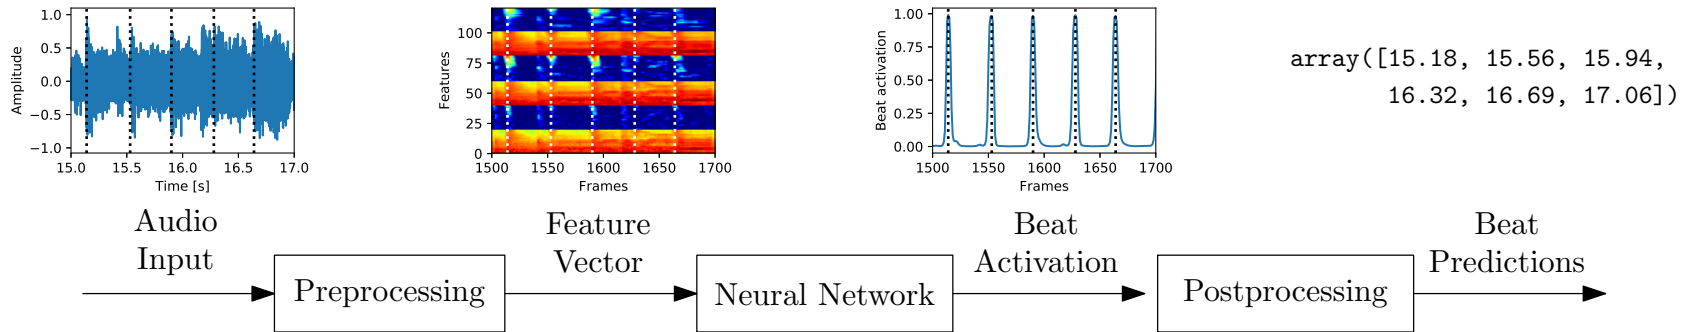 1.0
0.5
0.0
−0.5
−1.0
Amplitude
15.0 15.5 16.0 16.5 17.0
Time [s]
100
75
50
25
0
Features
1500 1550 1600 1650 1700
Frames
1.00
0.75
0.50
0.25
0.00
Beat activation
1500 1550 1600 1650 1700
Frames
array([15.18, 15.56, 15.94,
16.32, 16.69, 17.06])
Audio
Input
Preprocessing
Feature
Vector
Neural Network
Beat
Activation
Postprocessing
Beat
Predictions